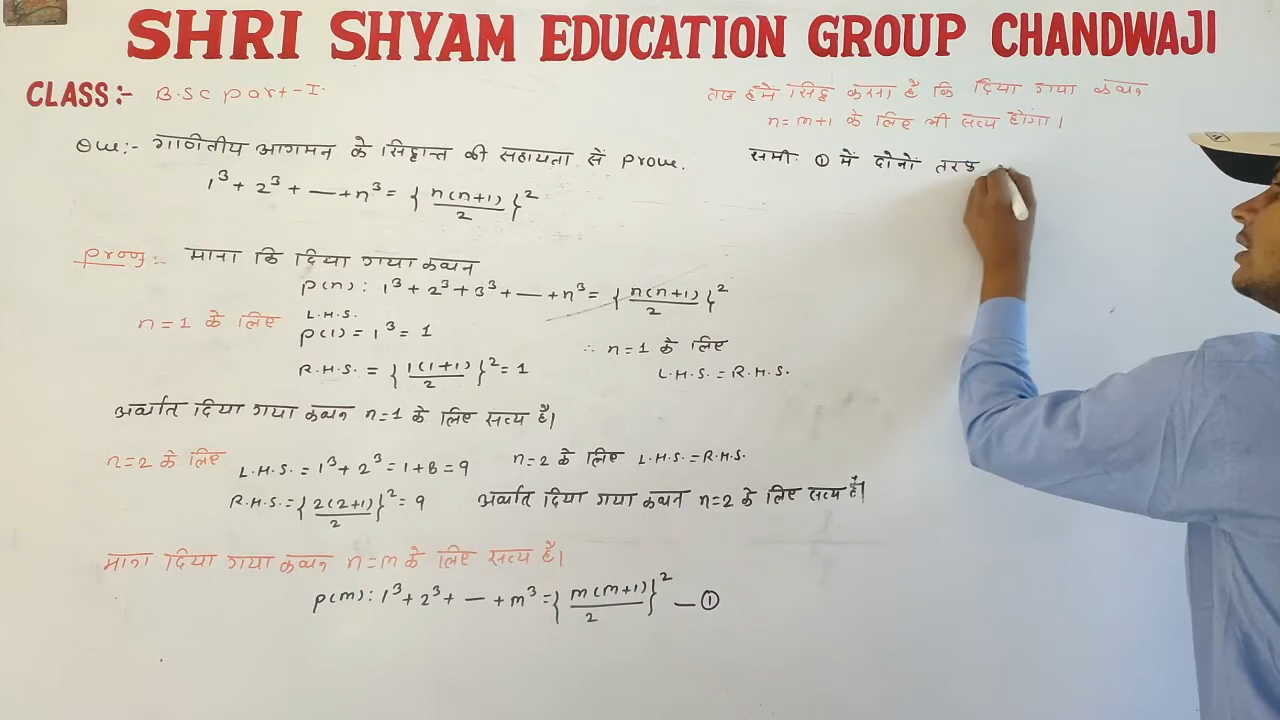 SHRI SHYAM EDUCATION GROUP CHANDWAJI
CLASS:- B.Sc part-I.
Que:- गाणितीय आगमन के सिद्धान्त की सहायता सें prove.
1³ + 2³ + — + n³ = { n(n+1) / 2 }²
Proof:- माना कि दिया गया कथन
p(n) : 1³ + 2³ + 3³ + — + n³ = { n(n+1) / 2 }²
n=1 के लिए
L.H.S.
p(1) = 1³ = 1
R.H.S. = { 1(1+1) / 2 }² = 1
∴ n=1 के लिए
L.H.S. = R.H.S.
अर्थात दिया गया कथन n=1 के लिए सत्य है।
n=2 के लिए L.H.S. = 1³ + 2³ = 1+8 = 9
R.H.S. = { 2(2+1) / 2 }² = 9
n=2 के लिए L.H.S. = R.H.S.
अर्थात दिया गया कथन n=2 के लिए सत्य है।
माना दिया गया कथन n=m के लिए सत्य है।
p(m) : 1³ + 2³ + — + m³ = { m(m+1) / 2 }² — ①
तब हमें सिद्ध करना है कि दिया गया कथन
n = m+1 के लिए भी सत्य होगा।
समी. ① में दोनों तरफ